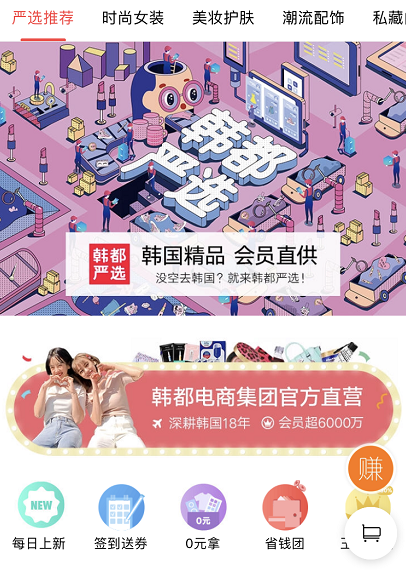 严选推荐
时尚女装
美妆护肤
潮流配饰
私藏
韩都
严选
韩都
严选
韩国精品 会员直供
没空去韩国？就来韩都严选！
韩都电商集团官方直营
深耕韩国18年 会员超6000万
赚
NEW
0元
每日上新
签到送券
0元拿
省钱团